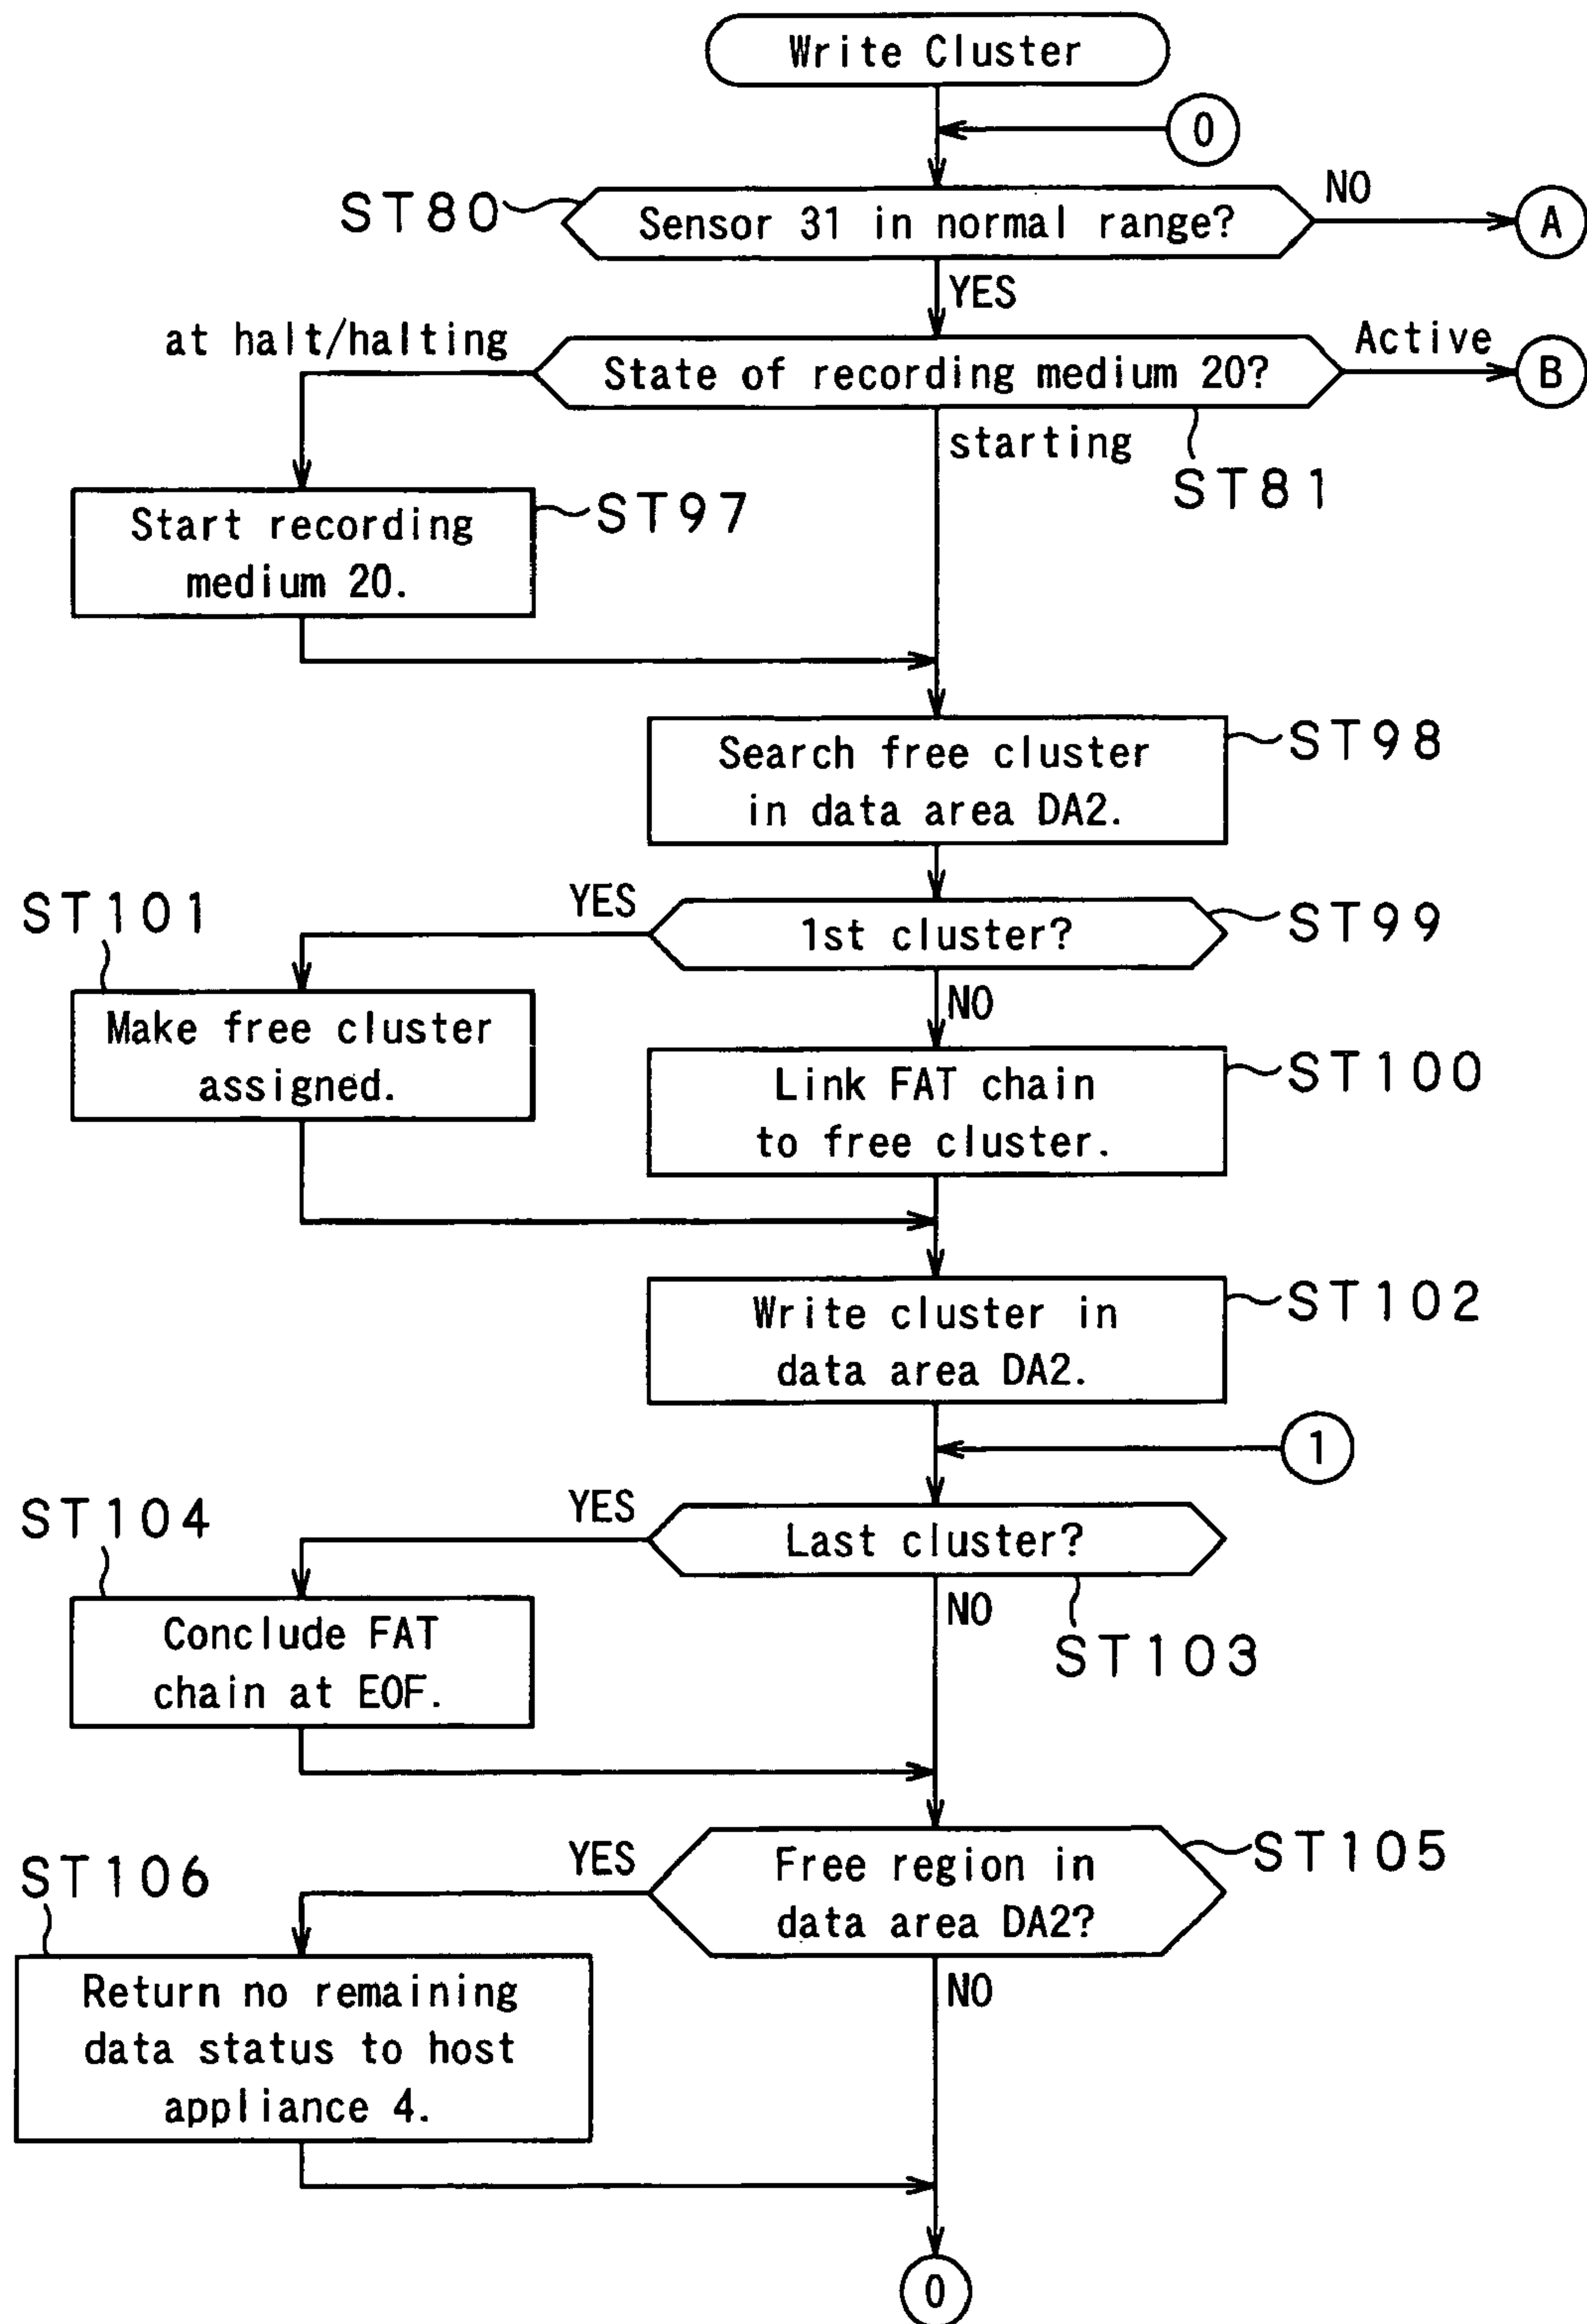 Write Cluster
0
ST80
Sensor 31 in normal range?
NO
A
YES
at halt/halting
State of recording medium 20?
Active
B
starting
ST81
Start recording
medium 20.
ST97
Search free cluster
in data area DA2.
ST98
ST101
YES
1st cluster?
ST99
NO
Make free cluster
assigned.
Link FAT chain
to free cluster.
ST100
Write cluster in
data area DA2.
ST102
1
ST104
YES
Last cluster?
NO
ST103
Conclude FAT
chain at EOF.
ST106
YES
Free region in
data area DA2?
ST105
NO
Return no remaining
data status to host
appliance 4.
0